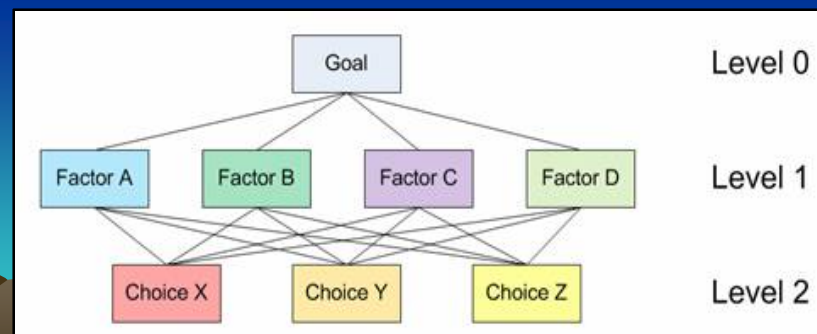 Goal
Level 0
Factor A
Factor B
Factor C
Factor D
Level 1
Choice X
Choice Y
Choice Z
Level 2